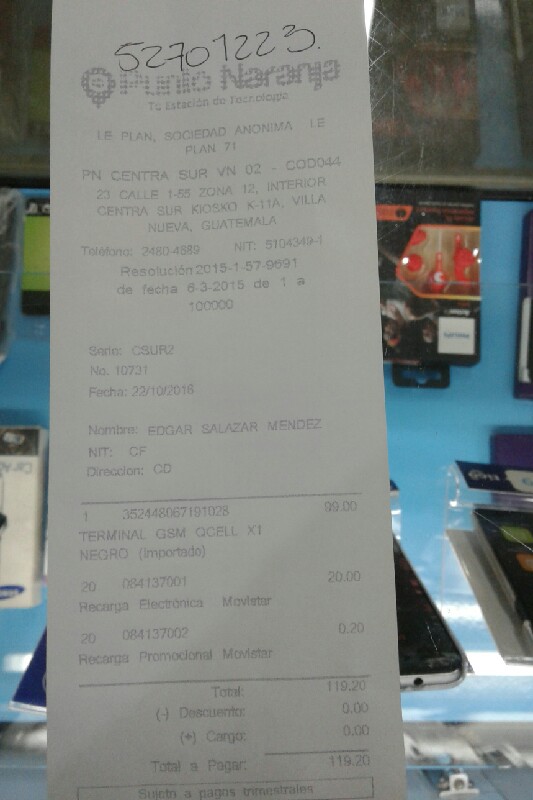 52701223.
Punto Naranja
Tu Estación de Tecnología
LE PLAN, SOCIEDAD ANONIMA LE
PLAN 71
PN CENTRA SUR VN 02 - COD044
23 CALLE 1-55 ZONA 12, INTERIOR
CENTRA SUR KIOSKO K-11A, VILLA
NUEVA, GUATEMALA
Teléfono: 2480-4689 NIT: 5104349-1
Resolución 2015-1-57-9691
de fecha 6-3-2015 de 1 a
100000
Serie: CSUR2
No. 10731
Fecha: 22/10/2016
Nombre: EDGAR SALAZAR MENDEZ
NIT: CF
Direccion: CD
1 352448067191028 99.00
TERMINAL GSM QCELL X1
NEGRO (Importado)
20 084137001 20.00
Recarga Electrónica Movistar
20 084137002 0.20
Recarga Promocional Movistar
Total: 119.20
(-) Descuento: 0.00
(+) Cargo: 0.00
Total a Pagar: 119.20
Sujeto a pagos trimestrales